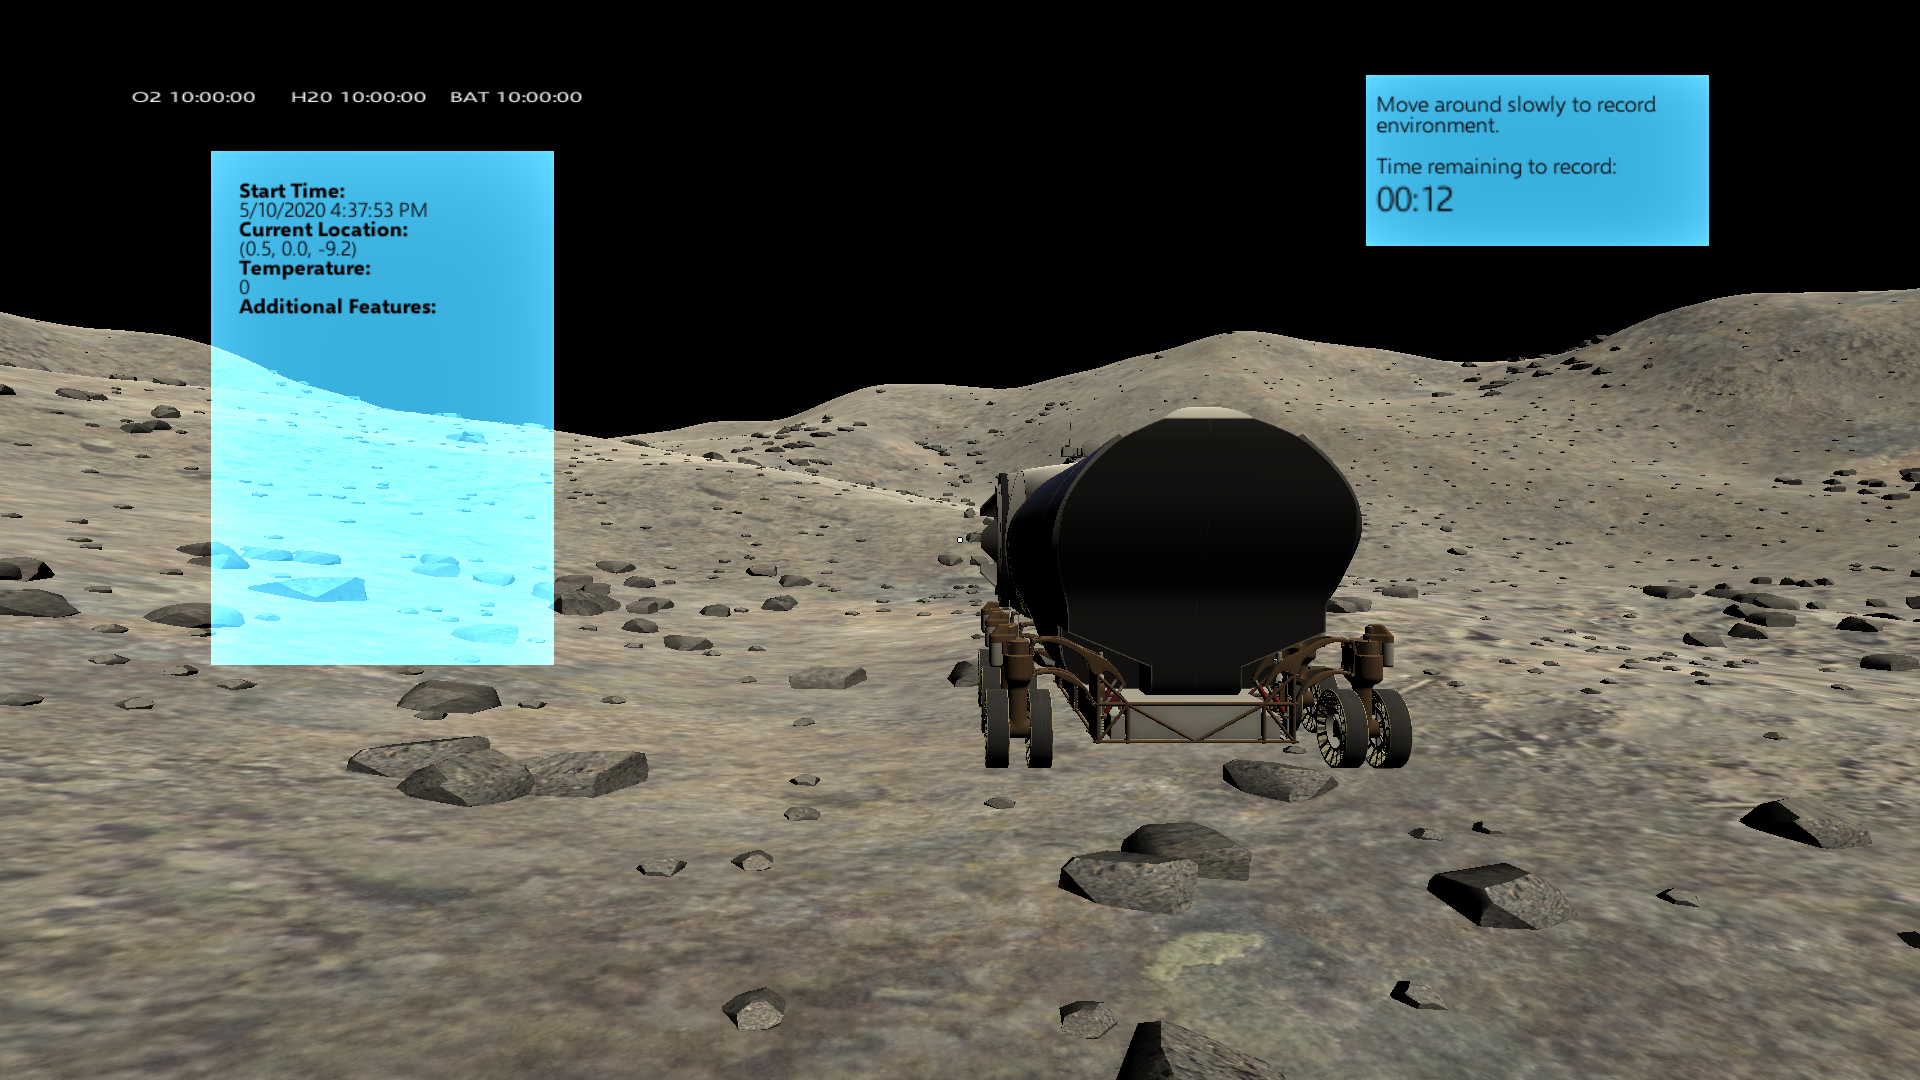 O2 10:00:00 H20 10:00:00 BAT 10:00:00
Start Time:
5/10/2020 4:37:53 PM
Current Location:
(0.5, 0.0, -9.2)
Temperature:
0
Additional Features:
Move around slowly to record
environment.
Time remaining to record:
00:12